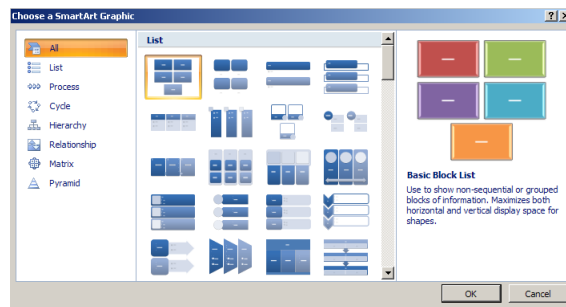 Choose a SmartArt Graphic
All
List
Process
Cycle
Hierarchy
Relationship
Matrix
Pyramid
List
Basic Block List
Use to show non-sequential or grouped
blocks of information. Maximizes both
horizontal and vertical display space for
shapes.
OK
Cancel